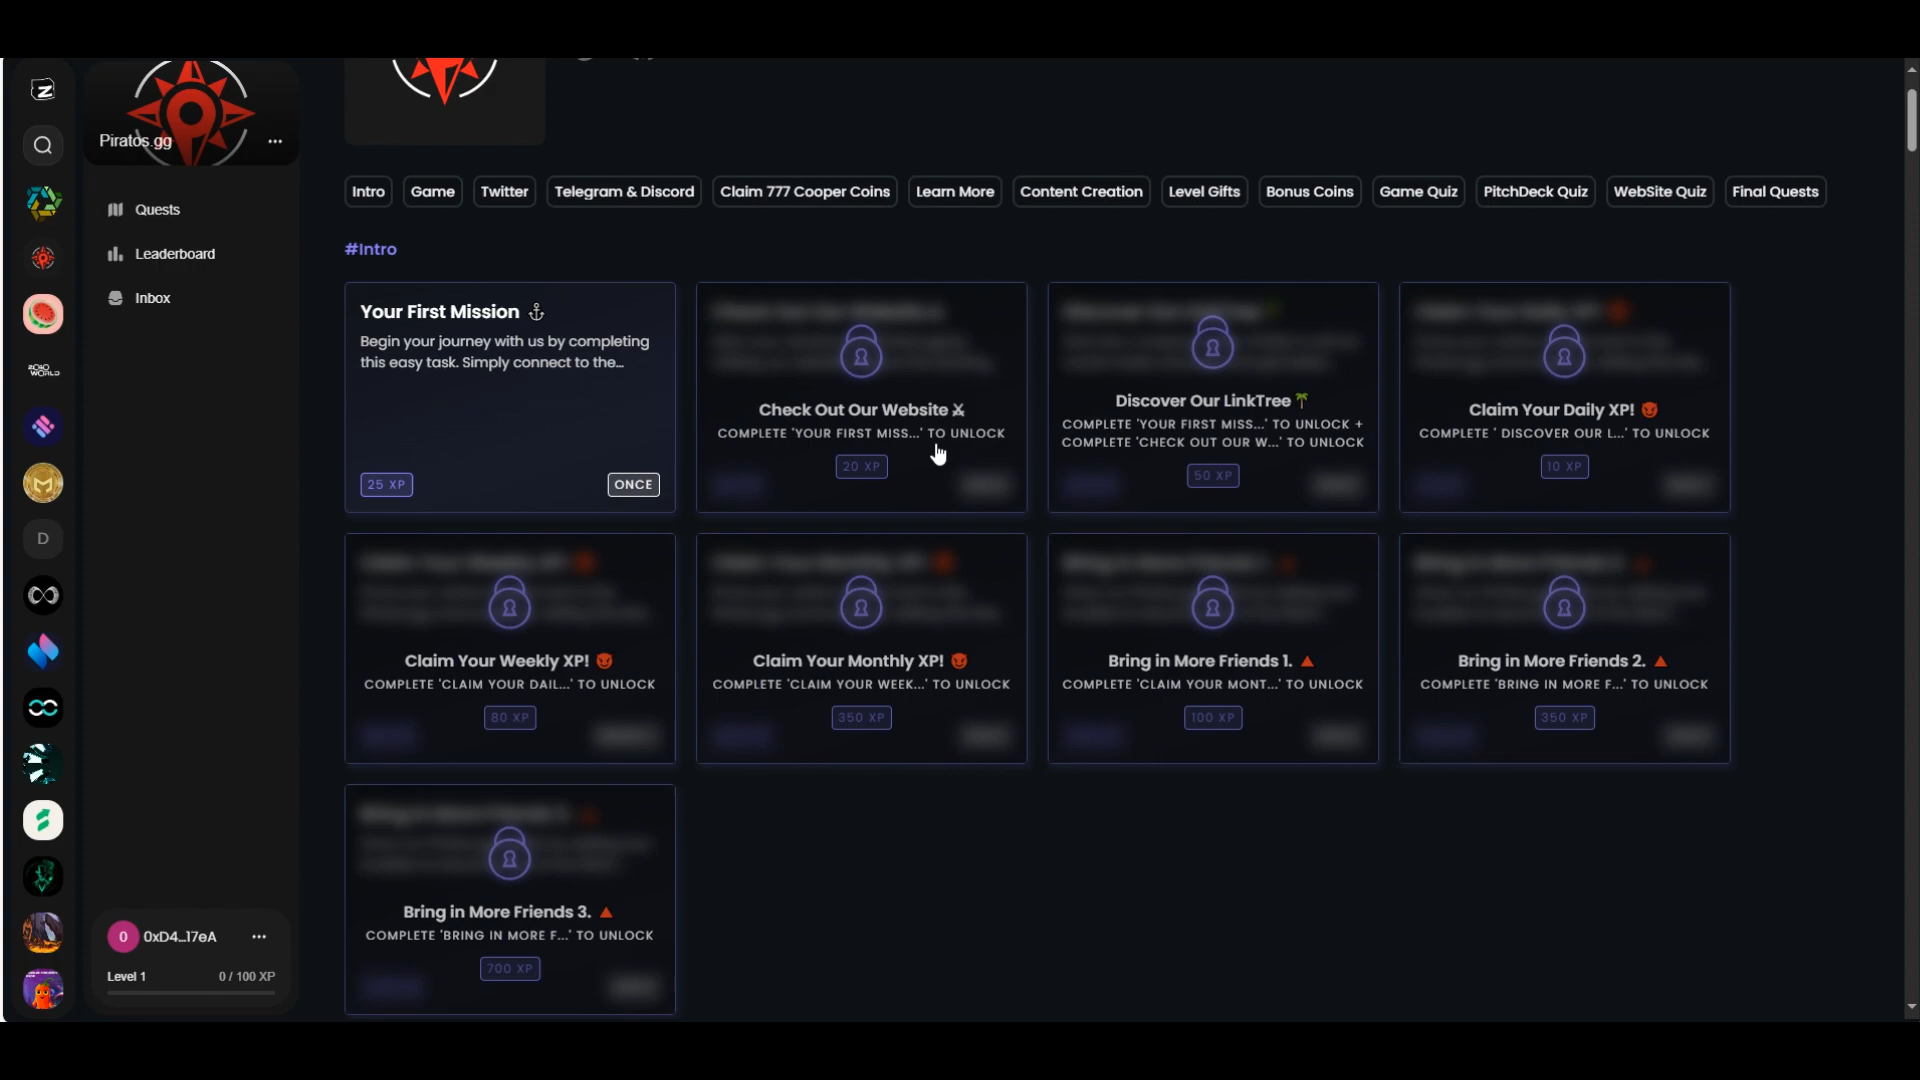 Piratos.gg
Quests
Leaderboard
Inbox
ZOIO
WORLD
D
0
0xD4...17eA
Level 1
0 / 100 XP
Intro
Game
Twitter
Telegram & Discord
Claim 777 Cooper Coins
Learn More
Content Creation
Level Gifts
Bonus Coins
Game Quiz
PitchDeck Quiz
WebSite Quiz
Final Quests
#Intro
Your First Mission ⚓
Begin your journey with us by completing
this easy task. Simply connect to the...
25 XP
ONCE
Check Out Our Website ⚔
COMPLETE 'YOUR FIRST MISS...' TO UNLOCK
20 XP
Discover Our LinkTree 🌴
COMPLETE 'YOUR FIRST MISS...' TO UNLOCK +
COMPLETE 'CHECK OUT OUR W...' TO UNLOCK
50 XP
Claim Your Daily XP! 😈
COMPLETE ' DISCOVER OUR L...' TO UNLOCK
10 XP
Claim Your Weekly XP! 😈
COMPLETE 'CLAIM YOUR DAIL...' TO UNLOCK
80 XP
Claim Your Monthly XP! 😈
COMPLETE 'CLAIM YOUR WEEK...' TO UNLOCK
350 XP
Bring in More Friends 1. 🔺
COMPLETE 'CLAIM YOUR MONT...' TO UNLOCK
100 XP
Bring in More Friends 2. 🔺
COMPLETE 'BRING IN MORE F...' TO UNLOCK
350 XP
Bring in More Friends 3. 🔺
COMPLETE 'BRING IN MORE F...' TO UNLOCK
700 XP